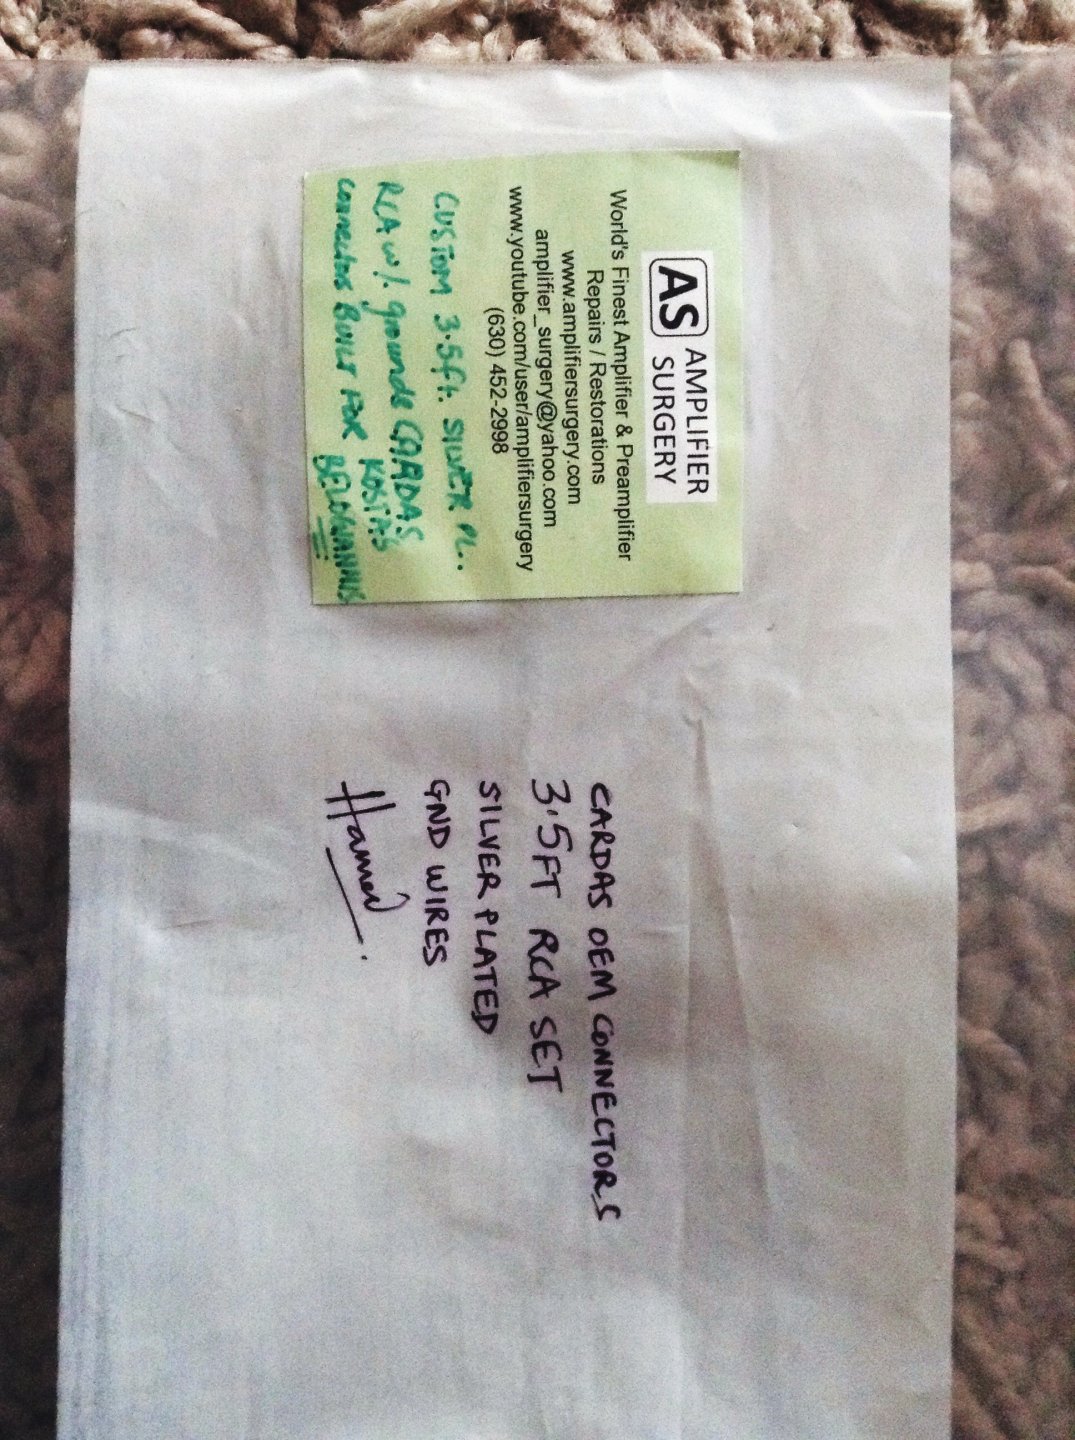 AS AMPLIFIER
SURGERY
World's Finest Amplifier & Preamplifier
Repairs / Restorations
www.amplifiersurgery.com
amplifier_surgery@yahoo.com
www.youtube.com/user/amplifiersurgery
(630) 452-2998
CUSTOM 3.5ft. SILVER PL..
RCA w/. grounds CARDAS
connectors BUILT FOR KOSTAS
CARDAS OEM CONNECTORS
3.5FT RCA SET
SILVER PLATED
GND WIRES